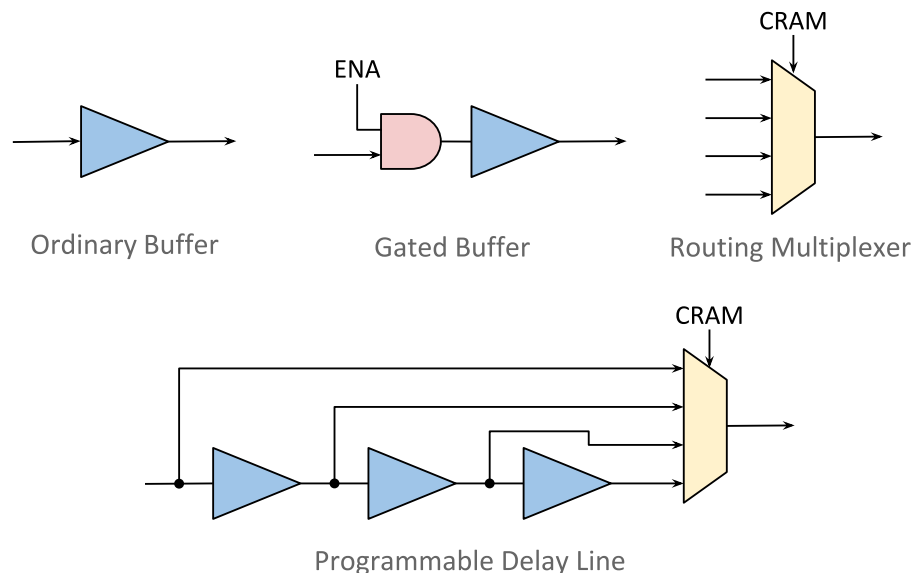 CRAM
ENA
Ordinary Buffer
Gated Buffer
Routing Multiplexer
CRAM
Programmable Delay Line